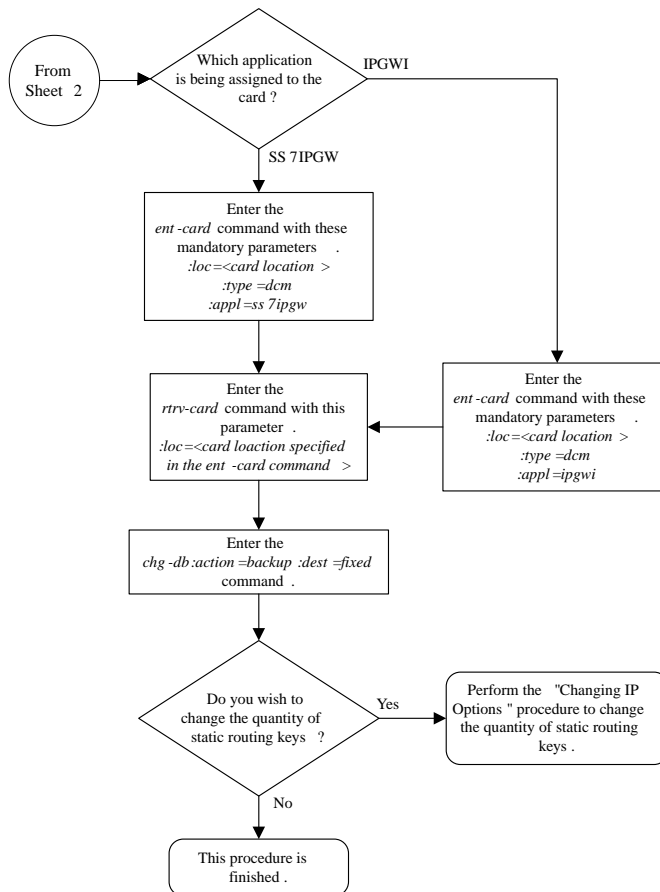 From
Sheet 2
Which application
is being assigned to the
card ?
IPGWI
SS 7IPGW
Enter the
ent -card command with these
mandatory parameters .
:loc =<card location >
:type =dcm
:appl =ss 7ipgw
Enter the
rtrv-card command with this
parameter .
:loc=<card loaction specified
in the ent -card command >
Enter the
ent -card command with these
mandatory parameters .
:loc=<card location >
:type =dcm
:appl =ipgwi
Enter the
chg -db:action =backup :dest =fixed
command .
Do you wish to
change the quantity of
static routing keys ?
Yes
Perform the "Changing IP
Options " procedure to change
the quantity of static routing
keys .
No
This procedure is
finished .